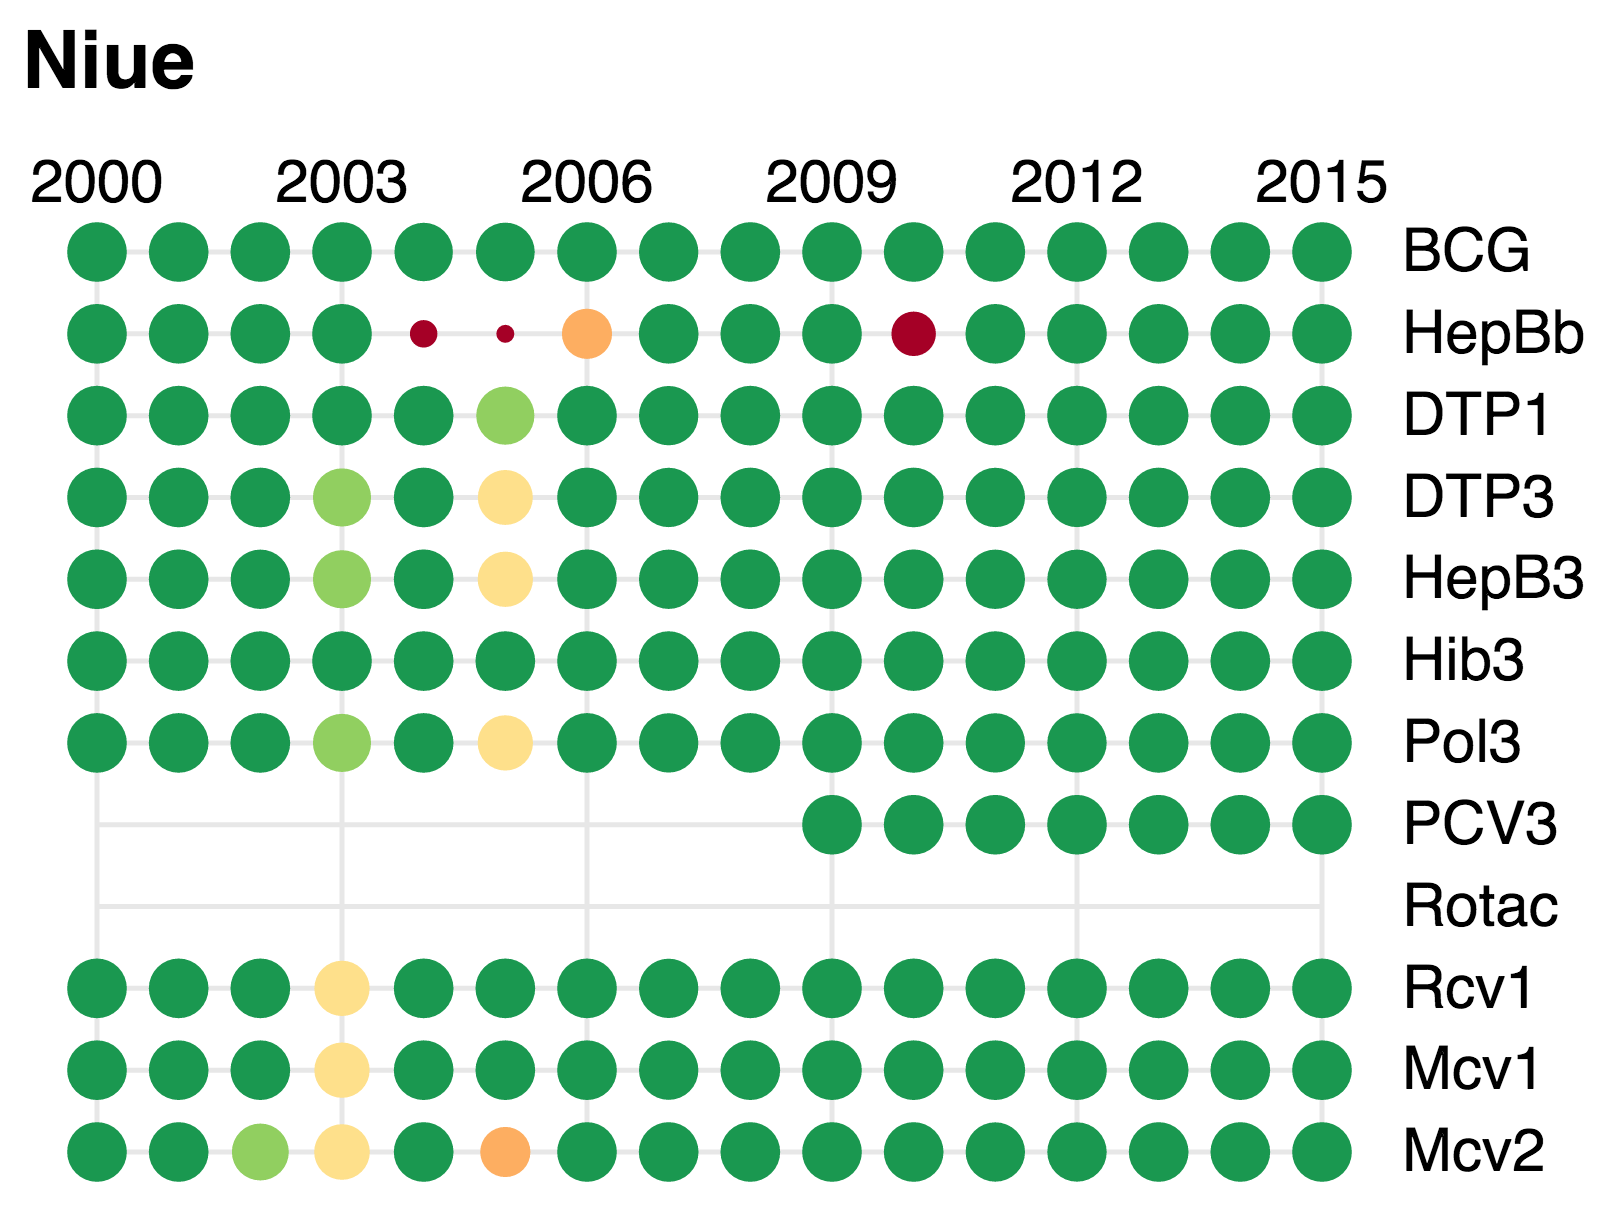 Niue
2000 2003 2006 2009 2012 2015
BCG
HepBb
DTP1
DTP3
HepB3
Hib3
Pol3
PCV3
Rotac
Rcv1
Mcv1
Mcv2